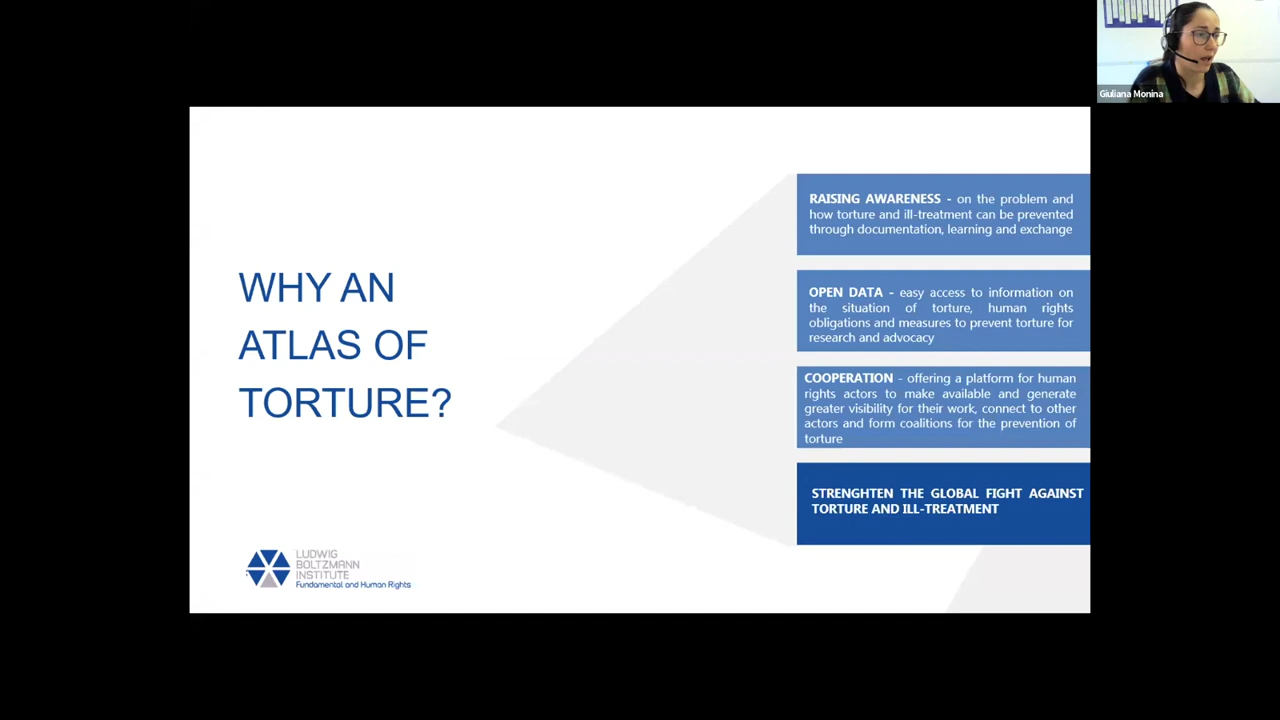 Giuliana Monina
WHY AN
ATLAS OF
TORTURE?
RAISING AWARENESS - on the problem and
how torture and ill-treatment can be prevented
through documentation, learning and exchange
OPEN DATA - easy access to information on
the situation of torture, human rights
obligations and measures to prevent torture for
research and advocacy
COOPERATION - offering a platform for human
rights actors to make available and generate
greater visibility for their work, connect to other
actors and form coalitions for the prevention of
torture
STRENGHTEN THE GLOBAL FIGHT AGAINST
TORTURE AND ILL-TREATMENT
LUDWIG
BOLTZMANN
INSTITUTE
Fundamental and Human Rights